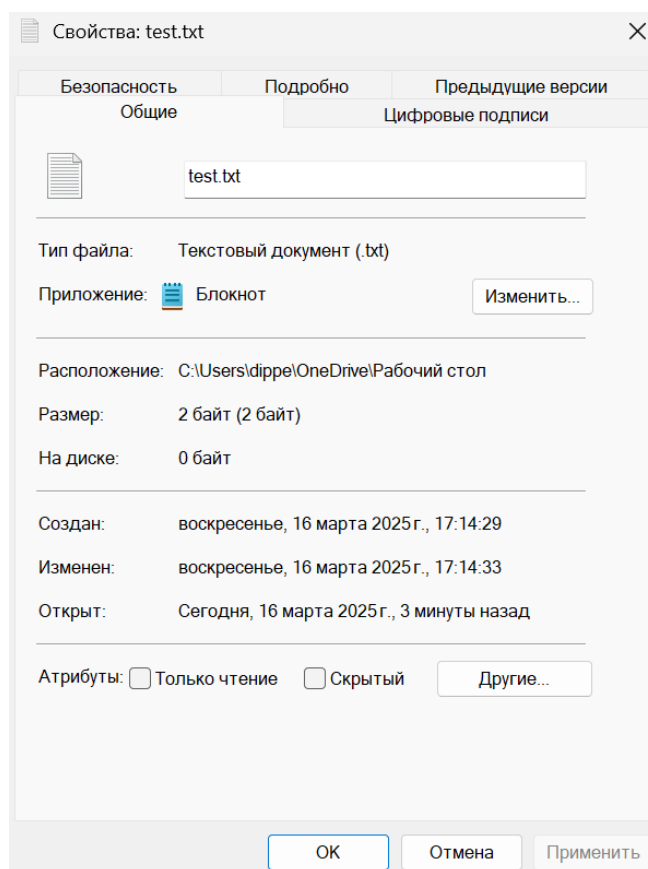 Свойства: test.txt
Безопасность Подробно Предыдущие версии
Общие Цифровые подписи
test.txt
Тип файла: Текстовый документ (.txt)
Приложение: Блокнот Изменить...
Расположение: C:\Users\dippe\OneDrive\Рабочий стол
Размер: 2 байт (2 байт)
На диске: 0 байт
Создан: воскресенье, 16 марта 2025 г., 17:14:29
Изменен: воскресенье, 16 марта 2025 г., 17:14:33
Открыт: Сегодня, 16 марта 2025 г., 3 минуты назад
Атрибуты: Только чтение Скрытый Другие...
ОК Отмена Применить